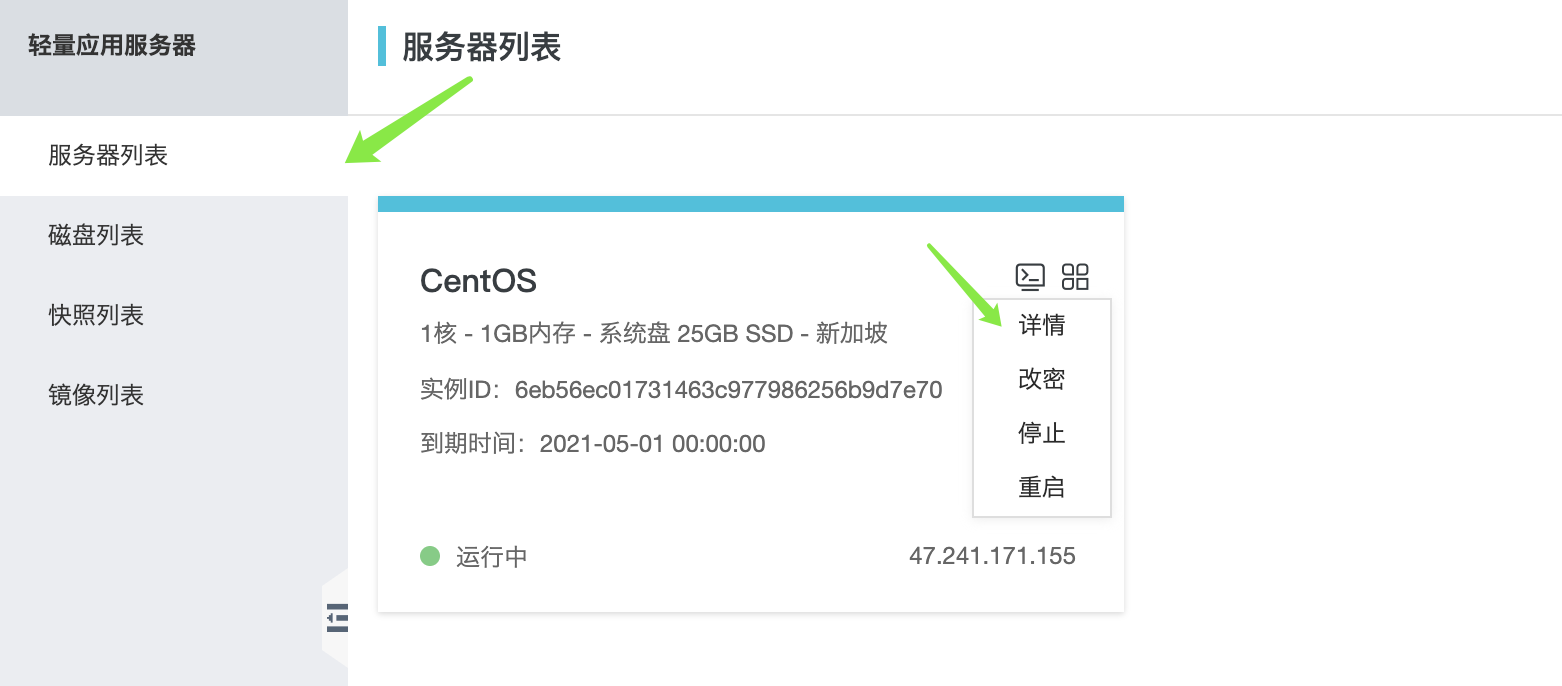 轻量应用服务器
服务器列表
服务器列表
磁盘列表
快照列表
镜像列表
CentOS
1核 - 1GB内存 - 系统盘 25GB SSD - 新加坡
实例ID：6eb56ec01731463c977986256b9d7e70
到期时间：2021-05-01 00:00:00
详情
改密
停止
重启
运行中
47.241.171.155